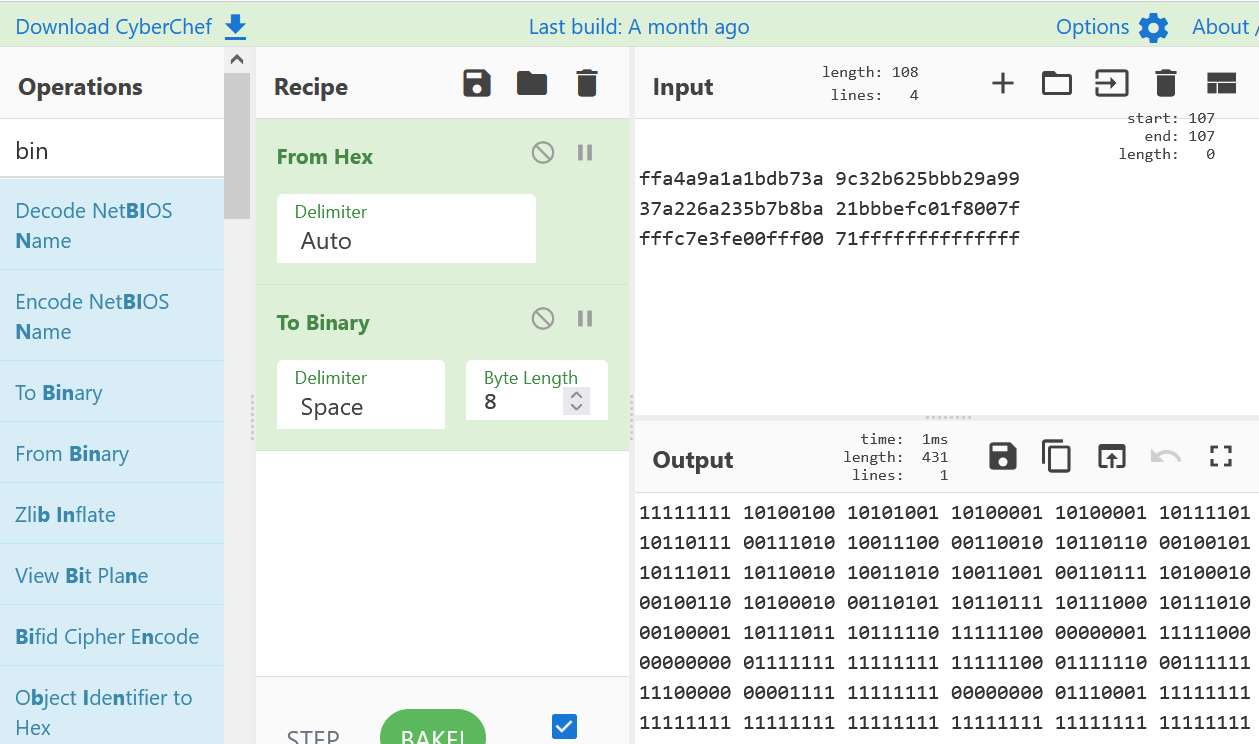 Download CyberChef
Last build: A month ago
Options
About /
Operations
bin
Decode NetBIOS
Name
Encode NetBIOS
Name
To Binary
From Binary
Zlib Inflate
View Bit Plane
Bifid Cipher Encode
Object Identifier to
Hex
Recipe
From Hex
Delimiter
Auto
To Binary
Delimiter
Space
Byte Length
8
STEP
BAKE!
Input
length: 108
lines: 4
start: 107
end: 107
length: 0
ffa4a9a1a1bdb73a 9c32b625bbb29a99
37a226a235b7b8ba 21bbbefc01f8007f
fffc7e3fe00fff00 71ffffffffffffff
Output
time: 1ms
length: 431
lines: 1
11111111 10100100 10101001 10100001 10100001 10111101
10110111 00111010 10011100 00110010 10110110 00100101
10111011 10110010 10011010 10011001 00110111 10100010
00100110 10100010 00110101 10110111 10111000 10111010
00100001 10111011 10111110 11111100 00000001 11111000
00000000 01111111 11111111 11111100 01111110 00111111
11100000 00001111 11111111 00000000 01110001 11111111
11111111 11111111 11111111 11111111 11111111 11111111